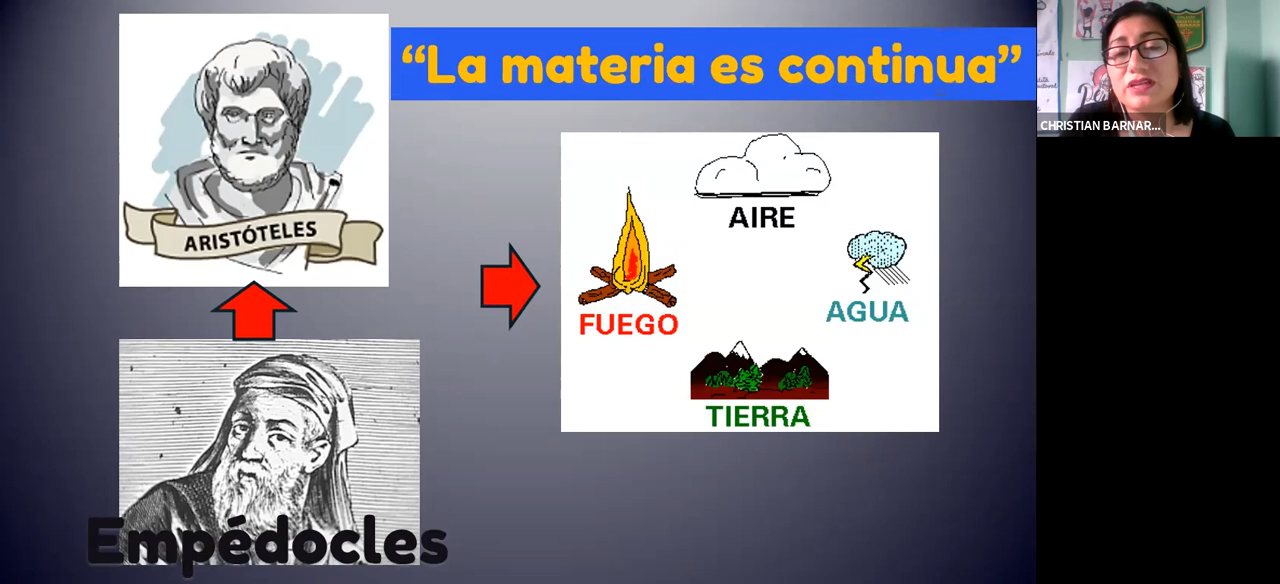 “La materia es continua”
ARISTÓTELES
AIRE
FUEGO
AGUA
TIERRA
Empédocles
CHRISTIAN BARNAR...